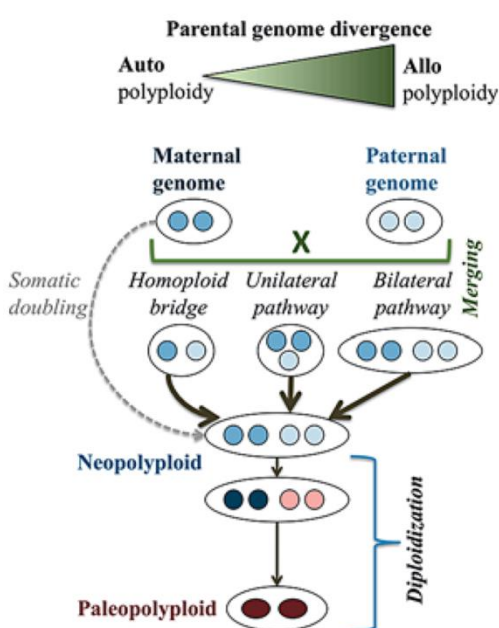 Parental genome divergence
Auto
polyploidy
Allo
polyploidy
Maternal
genome
Paternal
genome
X
Merging
Somatic
doubling
Homoploid
bridge
Unilateral
pathway
Bilateral
pathway
Neopolyploid
Diploidization
Paleopolyploid